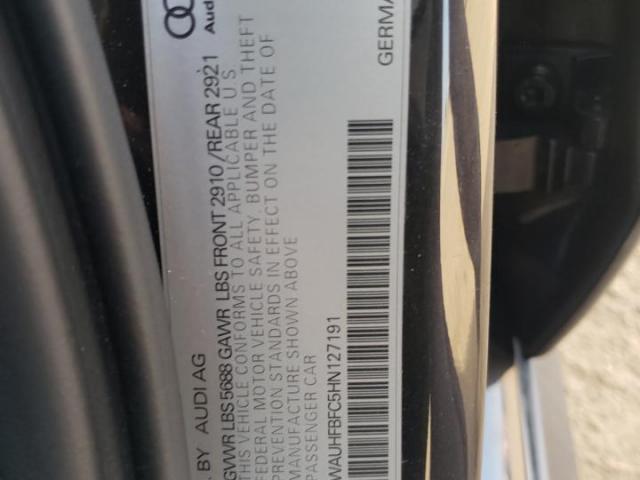 Audi
. BY AUDI AG
GWWR LBS 5688 GAWR LBS FRONT 2910/REAR 2921
THIS VEHICLE CONFORMS TO ALL APPLICABLE U S
FEDERAL MOTOR VEHICLE SAFETY, BUMPER AND THEFT
PREVENTION STANDARDS IN EFFECT ON THE DATE OF
MANUFACTURE SHOWN ABOVE
PASSENGER CAR
WAUHFBFC5HN127191
GERMA